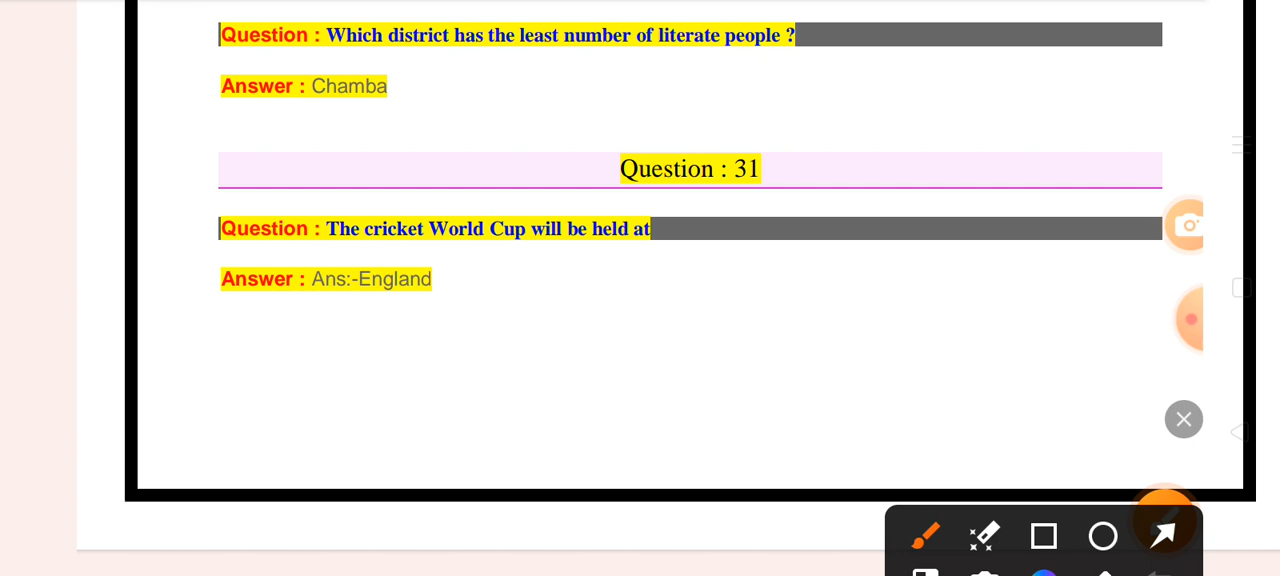 Question : Which district has the least number of literate people ?
Answer : Chamba
Question : 31
Question : The cricket World Cup will be held at
Answer : Ans:-England